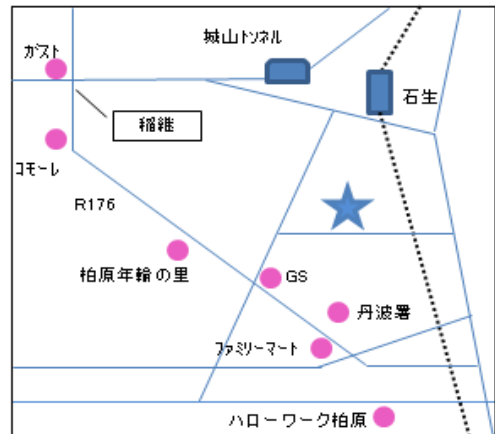 城山トンネル
ガスト
石生
稲継
コモーレ
R176
柏原年輪の里
GS
丹波署
ファミリーマート
ハローワーク柏原